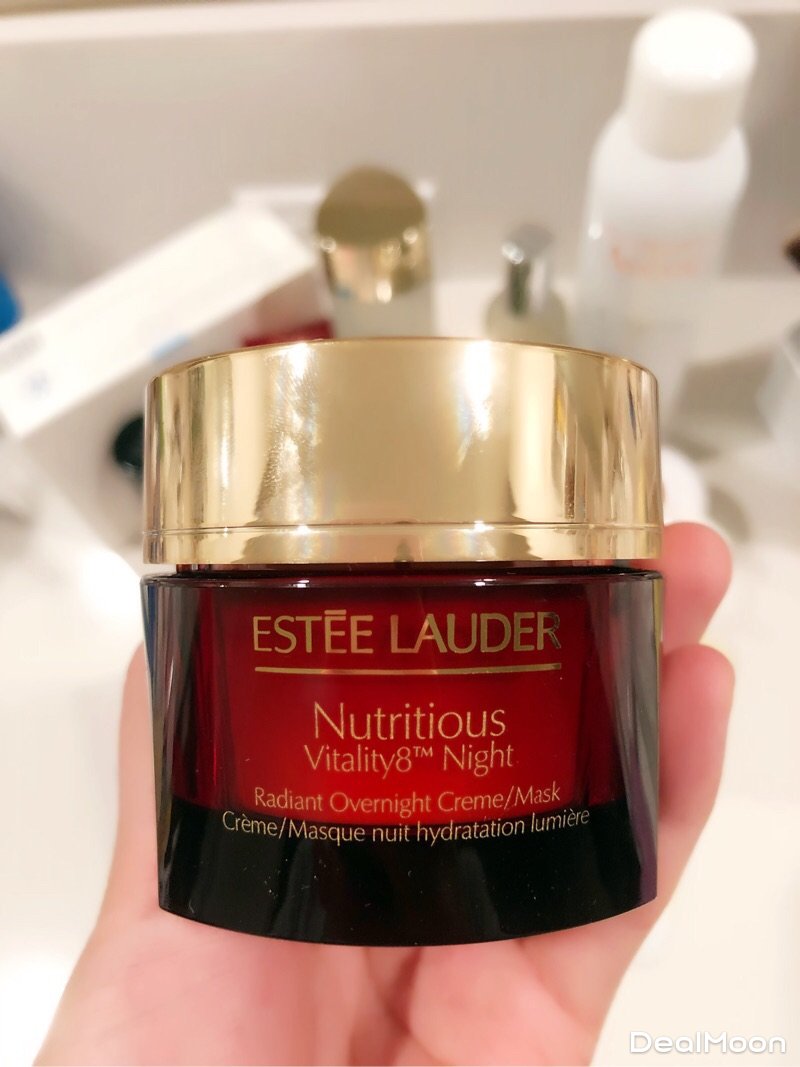 ESTĒE LAUDER
Nutritious
Vitality8™ Night
Radiant Overnight Creme/Mask
Crème/Masque nuit hydratation lumière
DealMoon